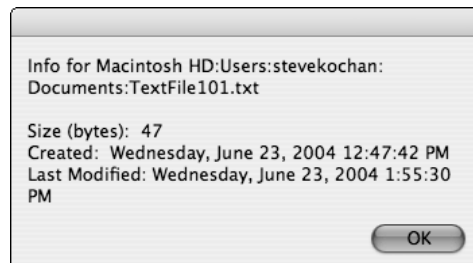 Info for Macintosh HD:Users:stevekochan:
Documents:TextFile101.txt
Size (bytes):  47
Created:  Wednesday, June 23, 2004 12:47:42 PM
Last Modified: Wednesday, June 23, 2004 1:55:30
PM
OK